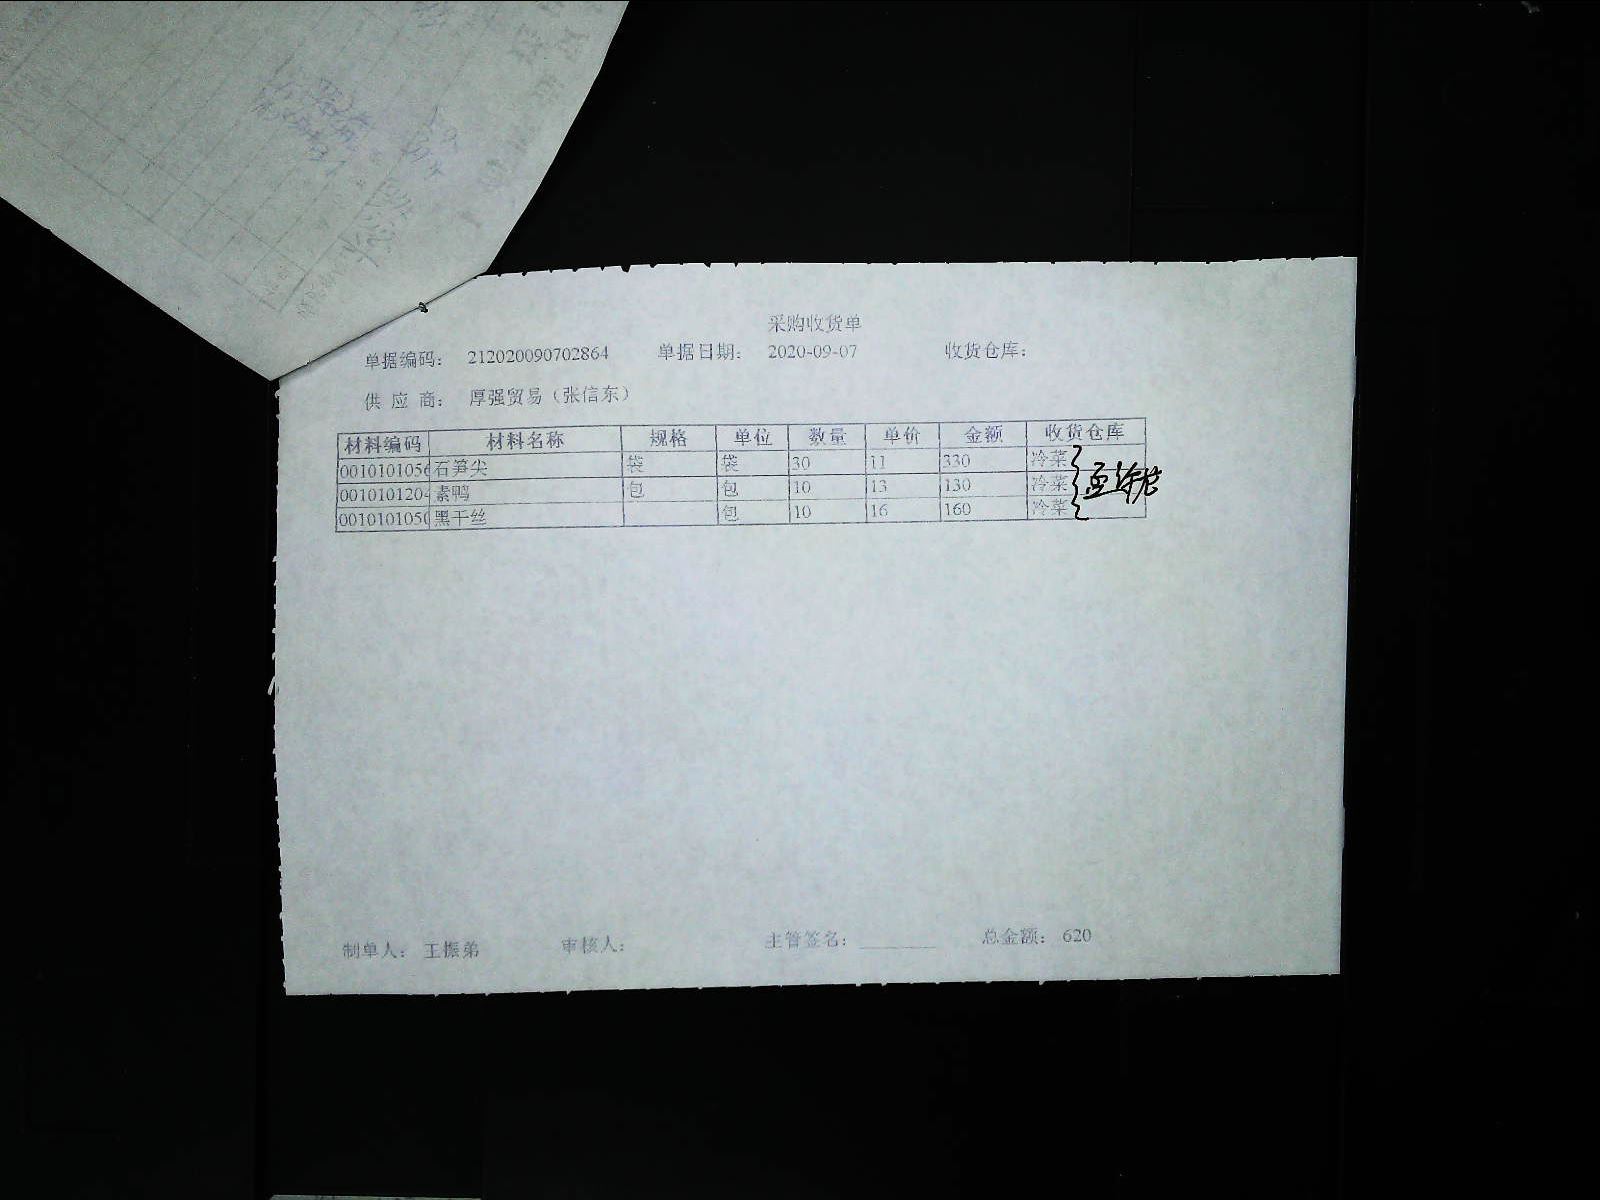 采购收货单
单据编码: 212020090702864 单据日期: 2020-09-07 收货仓库:
供 应 商: 厚强贸易（张信东）
材料编码 材料名称 规格 单位 数量 单价 金额 收货仓库
001010105 石笋尖 袋 袋 30 11 330 冷菜
0010101204 素鸭 包 包 10 13 130 冷菜
001010105 黑干丝 包 10 16 160 冷菜
制单人: 王振弟 审核人: 主管签名: 总金额: 620